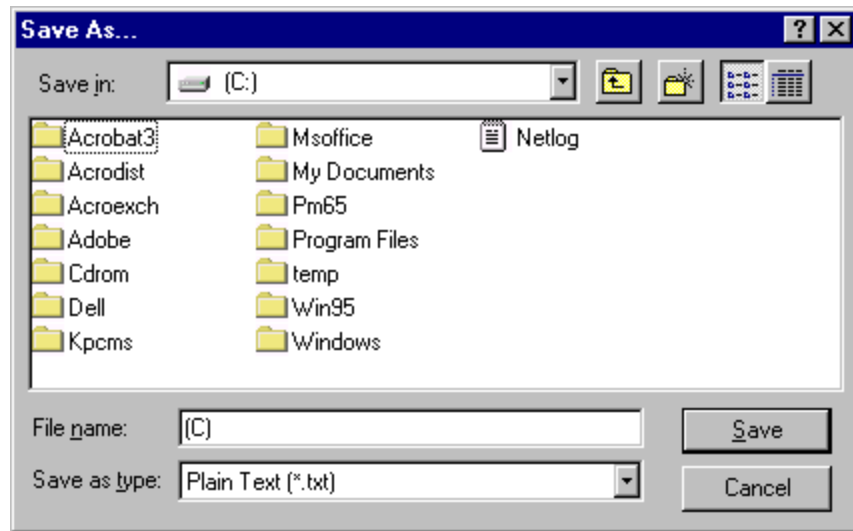 Save As...
Save in: (C:)
Acrobat3 Msoffice Netlog
Acrodist My Documents
Acroexch Pm65
Adobe Program Files
Cdrom temp
Dell Win95
Kpcms Windows
File name: (C) Save
Save as type: Plain Text (*.txt) Cancel